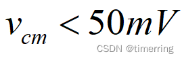 v_cm < 50mV
CSDN @timerring